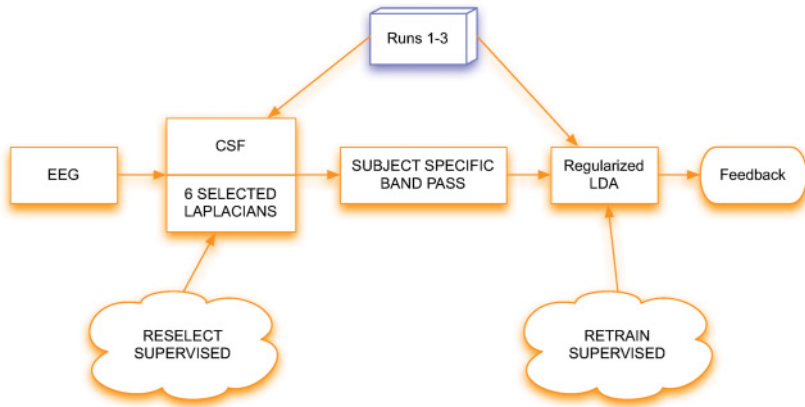 Runs 1-3
EEG
CSF
6 SELECTED
LAPLACIANS
SUBJECT SPECIFIC
BAND PASS
Regularized
LDA
Feedback
RESELECT
SUPERVISED
RETRAIN
SUPERVISED